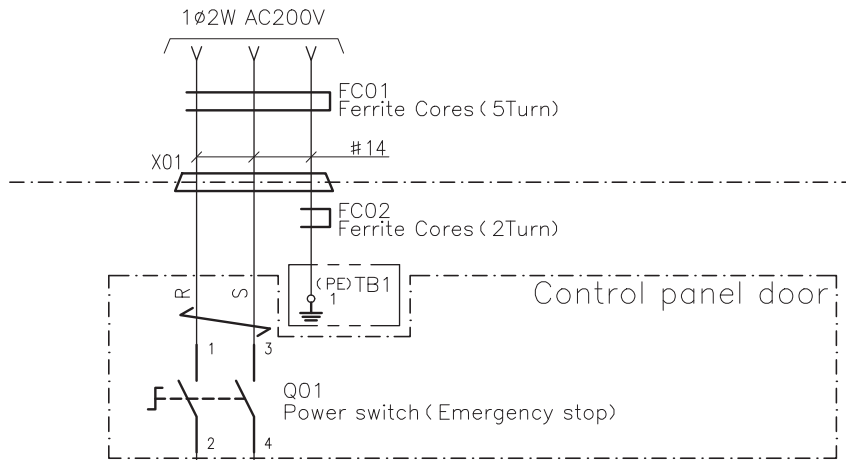 1ø2W AC200V
FC01
Ferrite Cores (5Turn)
#14
X01
FC02
Ferrite Cores (2Turn)
R
S
(PE) TB1
1
Control panel door
1
3
Q01
Power switch (Emergency stop)
2
4